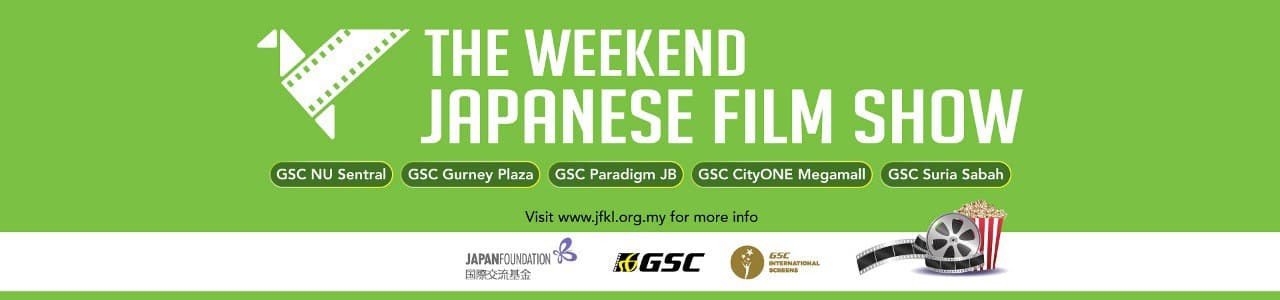 THE WEEKEND
JAPANESE FILM SHOW
GSC NU Sentral GSC Gurney Plaza GSC Paradigm JB GSC CityONE Megamall GSC Suria Sabah
Visit www.jfkl.org.my for more info
JAPANFOUNDATION
国際交流基金
GSC
GSC
INTERNATIONAL
SCREENS